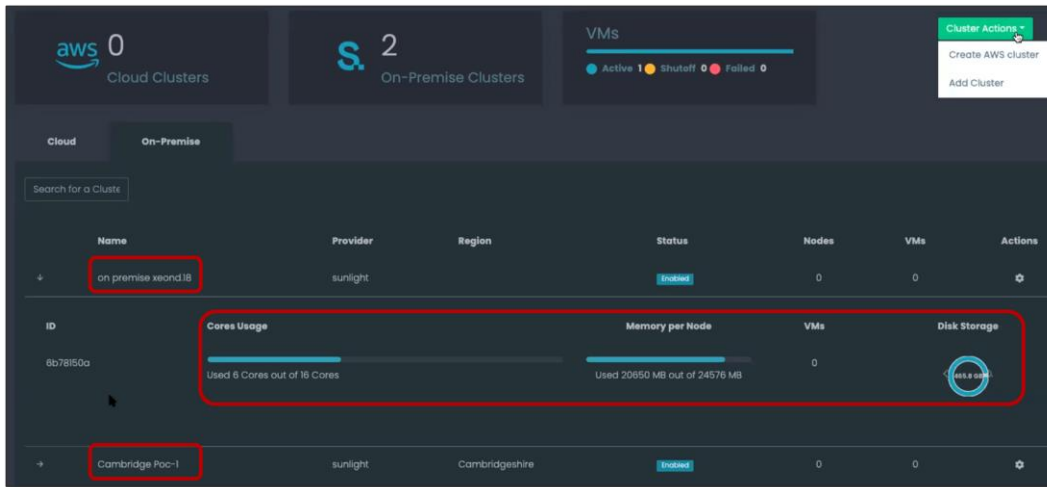 aws 0
Cloud Clusters
S. 2
On-Premise Clusters
VMs
Active 1 Shutoff 0 Failed 0
Cluster Actions
Create AWS cluster
Add Cluster
Cloud On-Premise
Search for a Cluste
Name Provider Region Status Nodes VMs Actions
on premise xeond.18 sunlight Enabled 0 0
ID Cores Usage Memory per Node VMs Disk Storage
6b78150a 0
Used 6 Cores out of 16 Cores Used 20650 MB out of 24576 MB
Cambridge Poc-1 sunlight Cambridgeshire Enabled 0 0